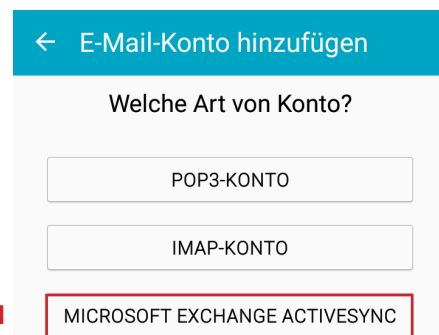 E-Mail-Konto hinzufügen
Welche Art von Konto?
POP3-KONTO
IMAP-KONTO
MICROSOFT EXCHANGE ACTIVESYNC